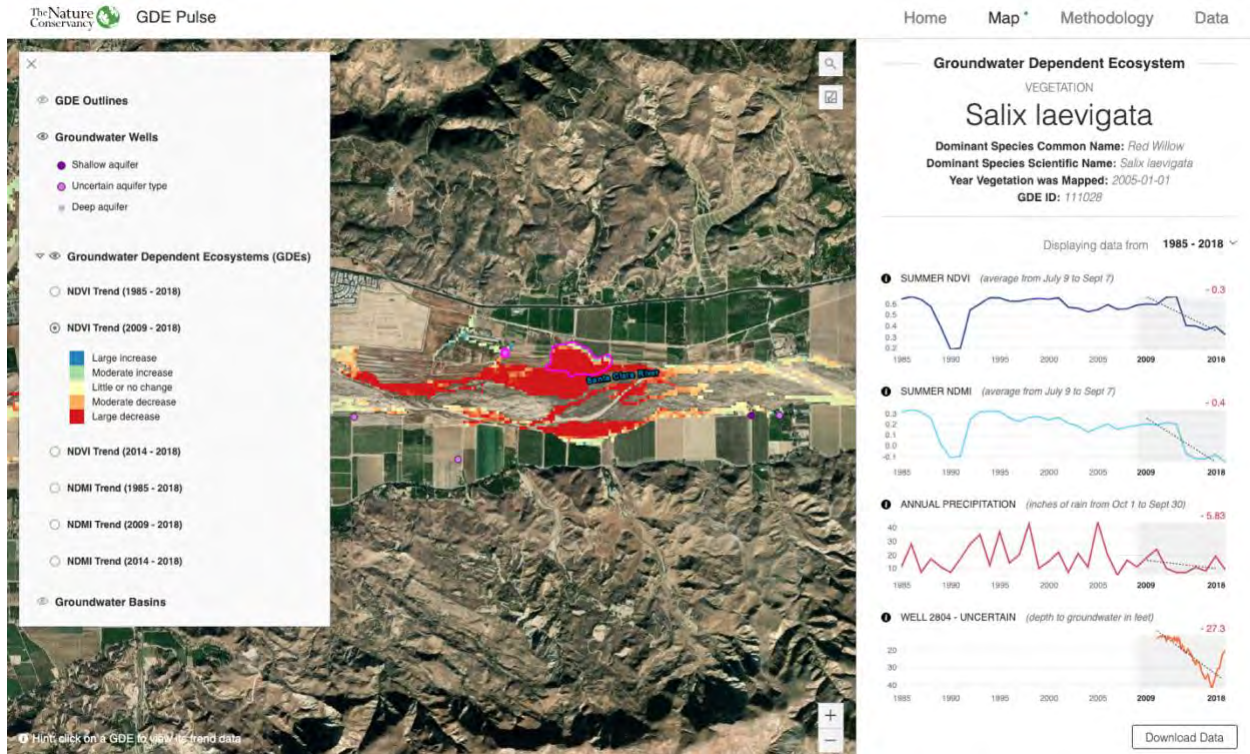 The Nature
Conservancy
GDE Pulse
Home Map Methodology Data
GDE Outlines
Groundwater Wells
Shallow aquifer
Uncertain aquifer type
Deep aquifer
Groundwater Dependent Ecosystems (GDEs)
NDVI Trend (1985 - 2018)
NDVI Trend (2009 - 2018)
Large increase
Moderate increase
Little or no change
Moderate decrease
Large decrease
NDVI Trend (2014 - 2018)
NDMI Trend (1985 - 2018)
NDMI Trend (2009 - 2018)
NDMI Trend (2014 - 2018)
Groundwater Basins
Hint: click on a GDE to view its trend data
Santa Clara River
Groundwater Dependent Ecosystem
VEGETATION
Salix laevigata
Dominant Species Common Name: Red Willow
Dominant Species Scientific Name: Salix laevigata
Year Vegetation was Mapped: 2005-01-01
GDE ID: 111028
Displaying data from 1985 - 2018
SUMMER NDVI (average from July 9 to Sept 7)
- 0.3
0.6
0.5
0.4
0.3
0.2
1985 1990 1995 2000 2005 2009 2018
SUMMER NDMI (average from July 9 to Sept 7)
- 0.4
0.3
0.2
0.1
0.0
-0.1
1985 1990 1995 2000 2005 2009 2018
ANNUAL PRECIPITATION (inches of rain from Oct 1 to Sept 30)
- 5.83
40
30
20
10
1985 1990 1995 2000 2005 2009 2018
WELL 2804 - UNCERTAIN (depth to groundwater in feet)
- 27.3
20
30
40
1985 1990 1995 2000 2005 2009 2018
Download Data